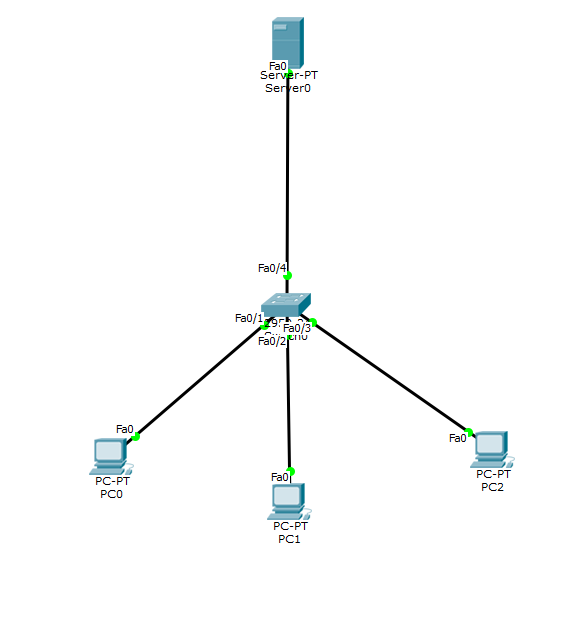 Fa0
Server-PT
Server0
Fa0/4
Fa0/1
Fa0/3
Fa0/2
Fa0
PC-PT
PC0
Fa0
PC-PT
PC1
Fa0
PC-PT
PC2